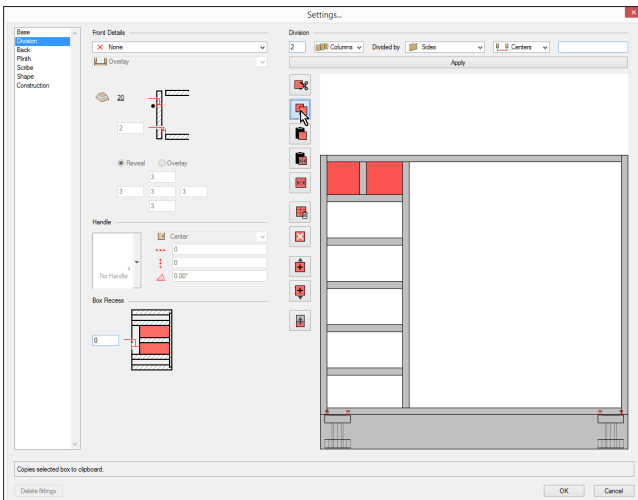 Settings...
Base
Division
Back
Plinth
Scribe
Shape
Construction
Front Details
None
Overlay
20
2
Reveal
Overlay
3
3
3
3
3
Handle
No Handle
Center
0
0
0.00°
Box Recess
0
Division
2
Columns
Divided by
Sides
Centers
Apply
Copies selected box to clipboard.
Delete fittings
OK
Cancel